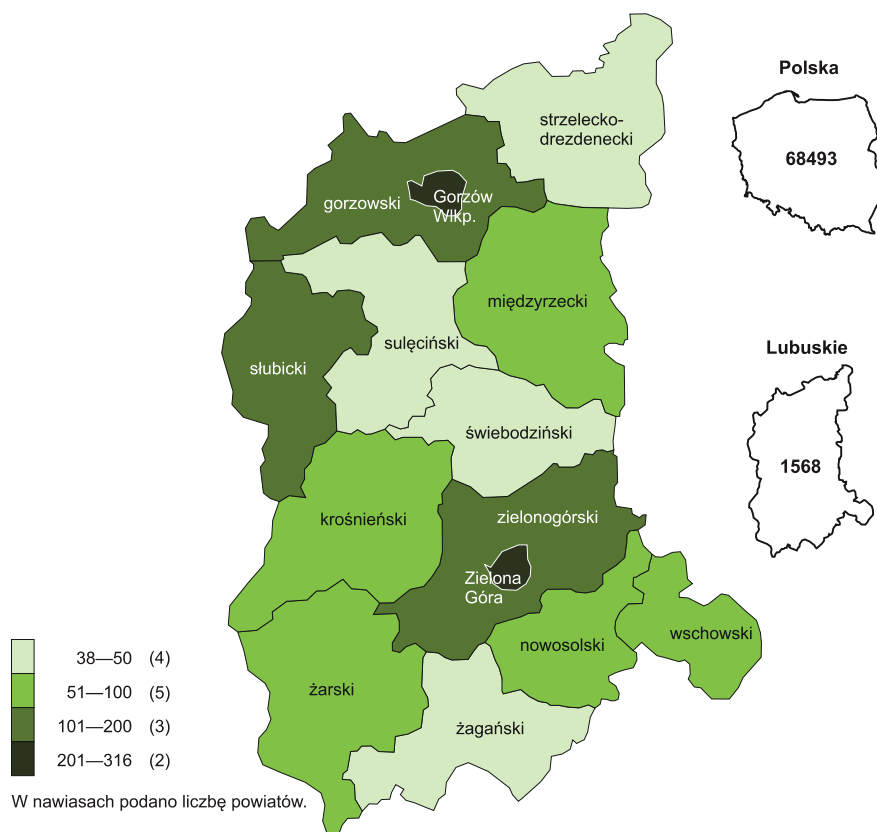 Polska
68493
strzelecko-
drezdenecki
gorzowski
Gorzów
Wlkp.
międzyrzecki
sulęciński
słubicki
Lubuskie
1568
świebodziński
krośnieński
zielonogórski
Zielona
Góra
nowosolski
wschowski
żarski
żagański
38—50 (4)
51—100 (5)
101—200 (3)
201—316 (2)
W nawiasach podano liczbę powiatów.